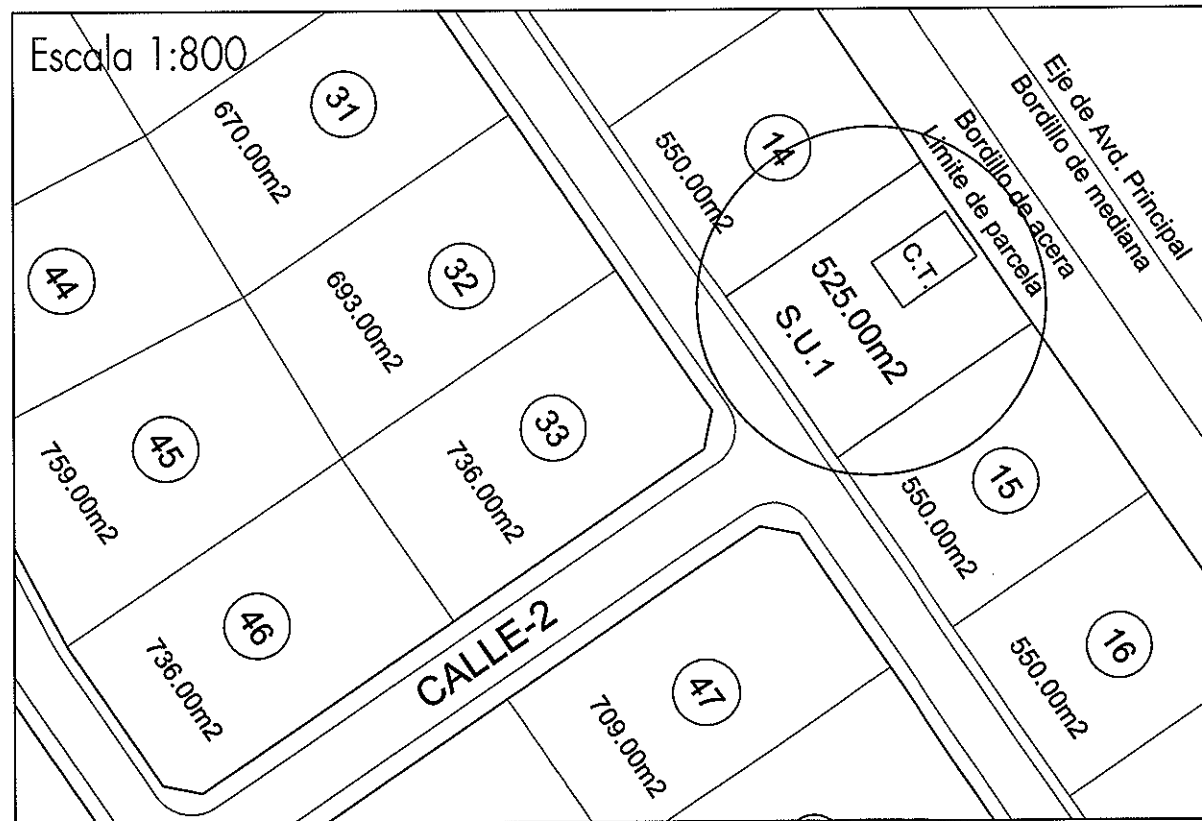 Escala 1:800
31
670.00m2
14
550.00m2
Eje de Avd. Principal
Bordillo de mediana
Bordillo de acera
Limite de parcela
C.T.
525.00m2
S.U.1
32
693.00m2
44
33
736.00m2
45
759.00m2
15
550.00m2
46
736.00m2
CALLE-2
47
709.00m2
16
550.00m2